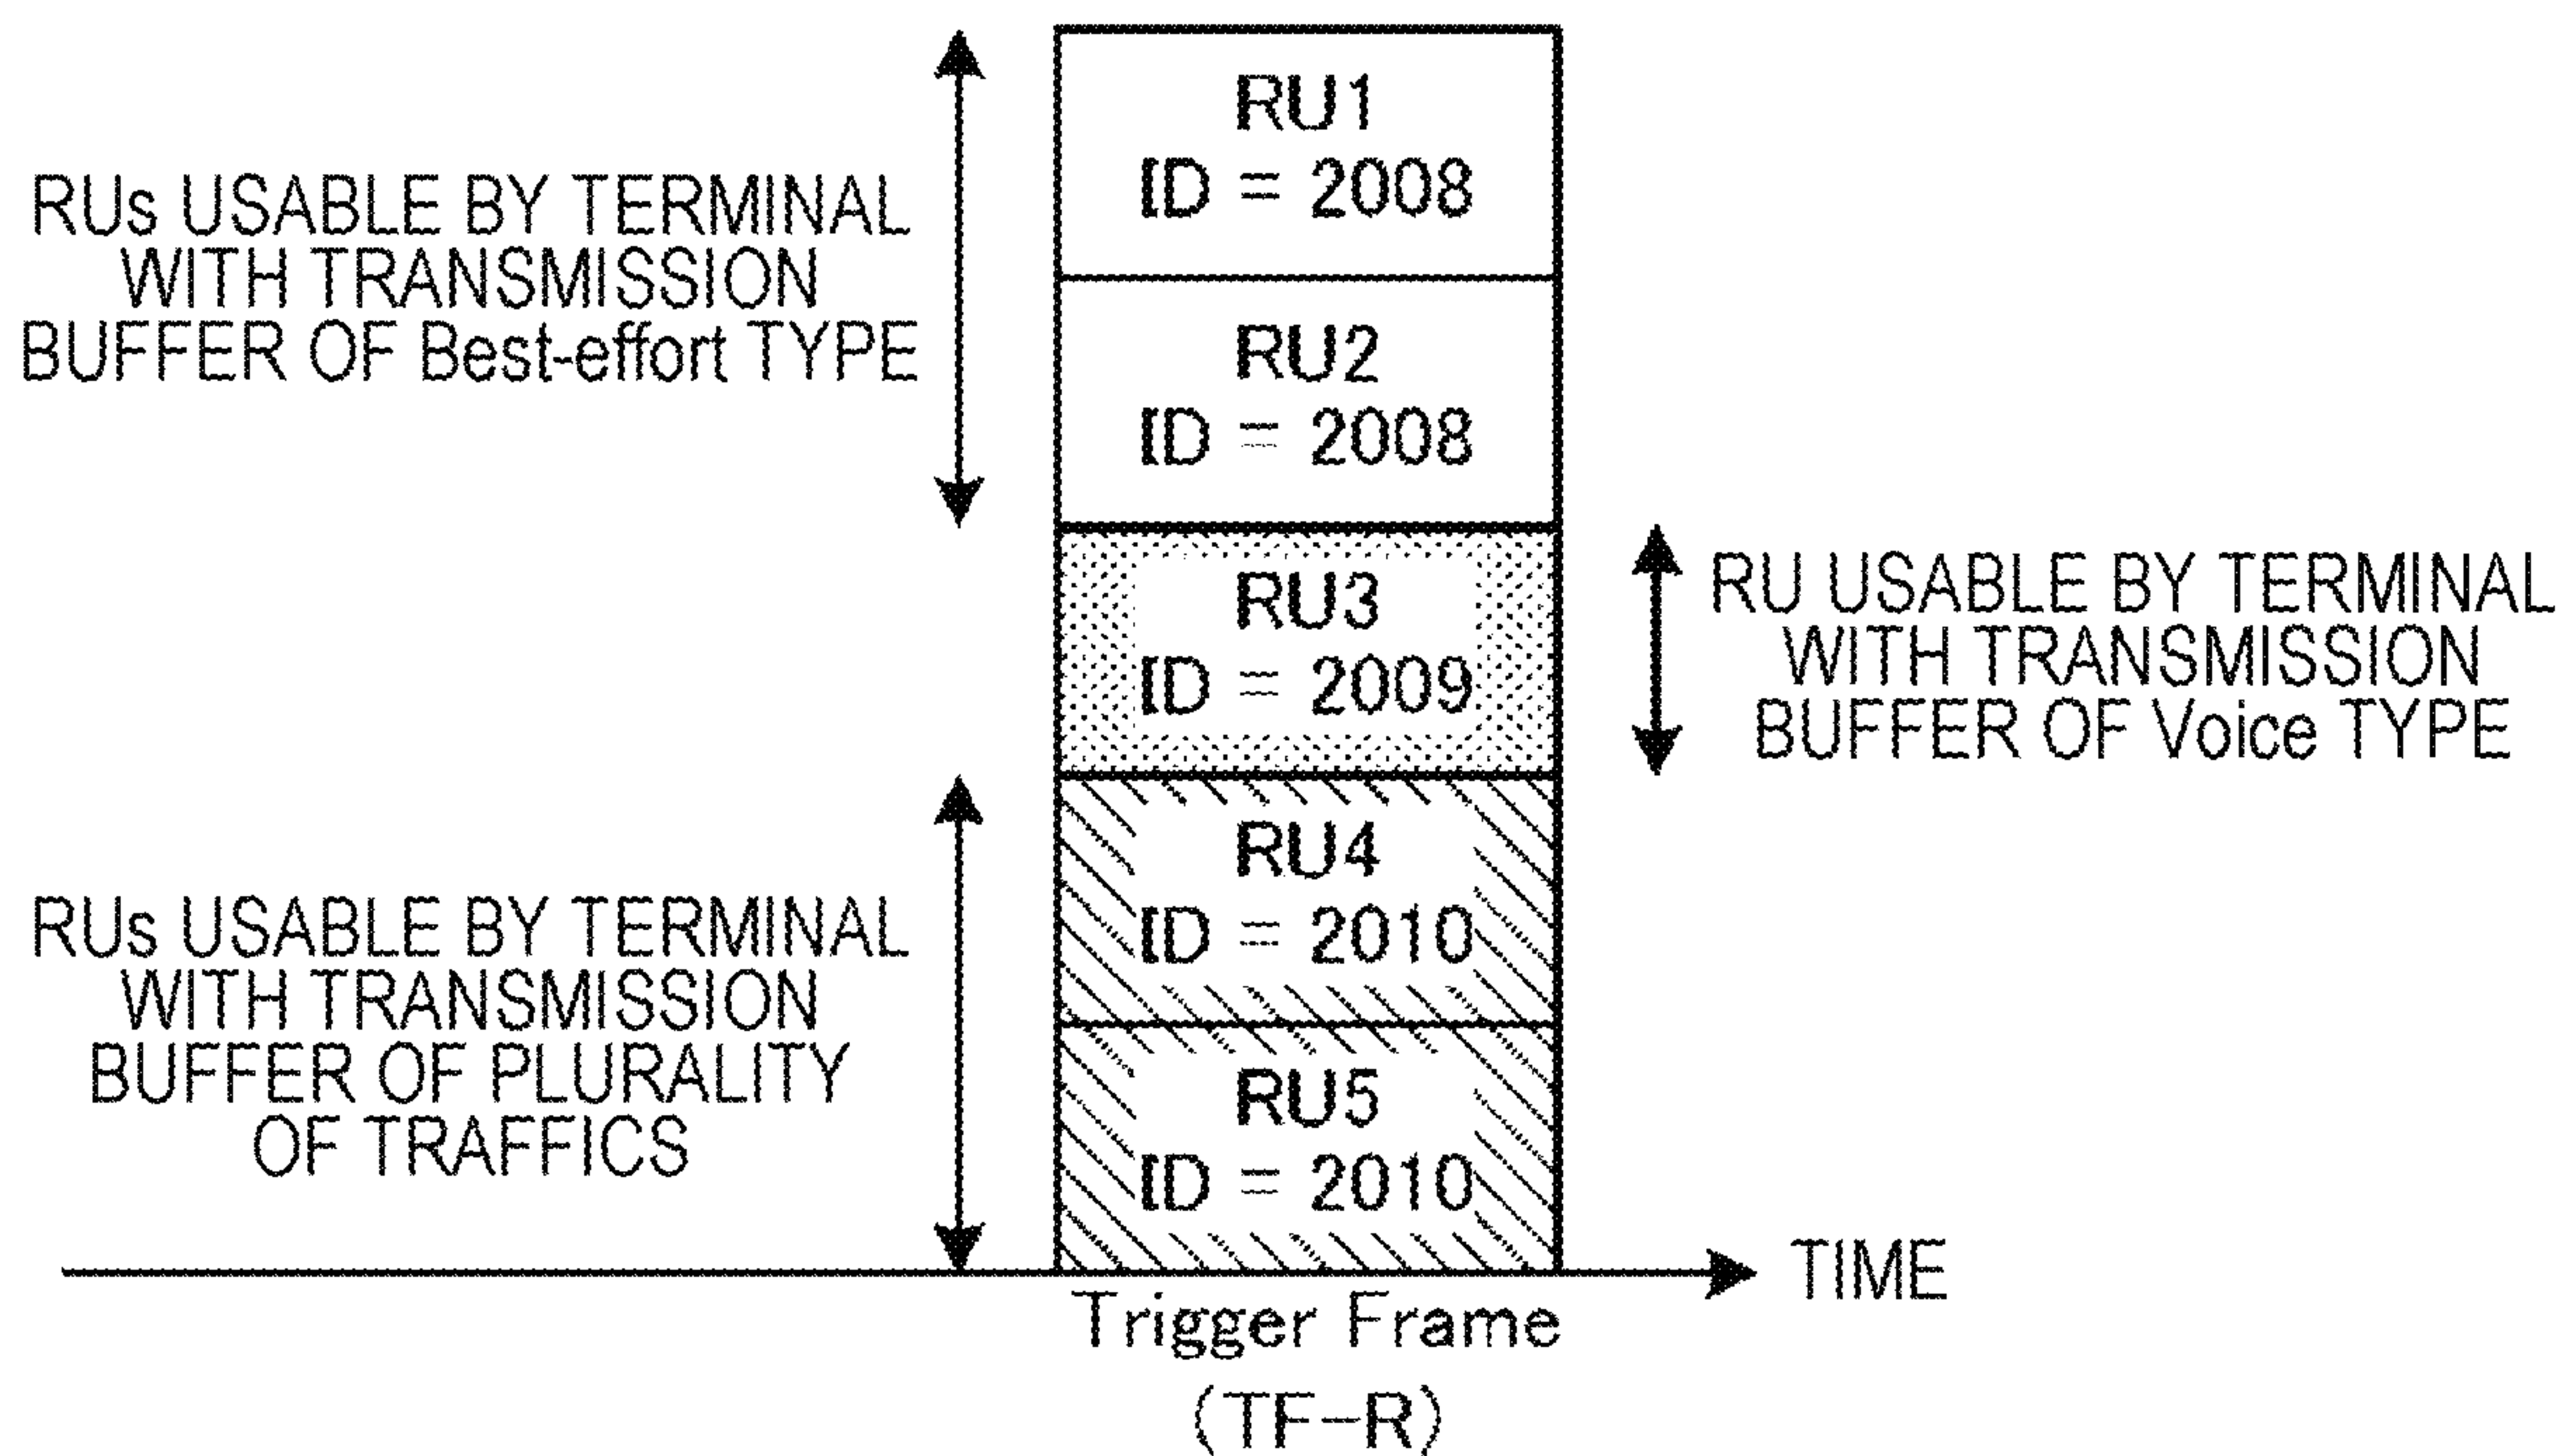 RUs USABLE BY TERMINAL
WITH TRANSMISSION
BUFFER OF Best-effort TYPE
RU1
ID = 2008
RU2
ID = 2008
RU3
ID = 2009
RU USABLE BY TERMINAL
WITH TRANSMISSION
BUFFER OF Voice TYPE
RUs USABLE BY TERMINAL
WITH TRANSMISSION
BUFFER OF PLURALITY
OF TRAFFICS
RU4
ID = 2010
RU5
ID = 2010
TIME
Trigger Frame
(TF-R)